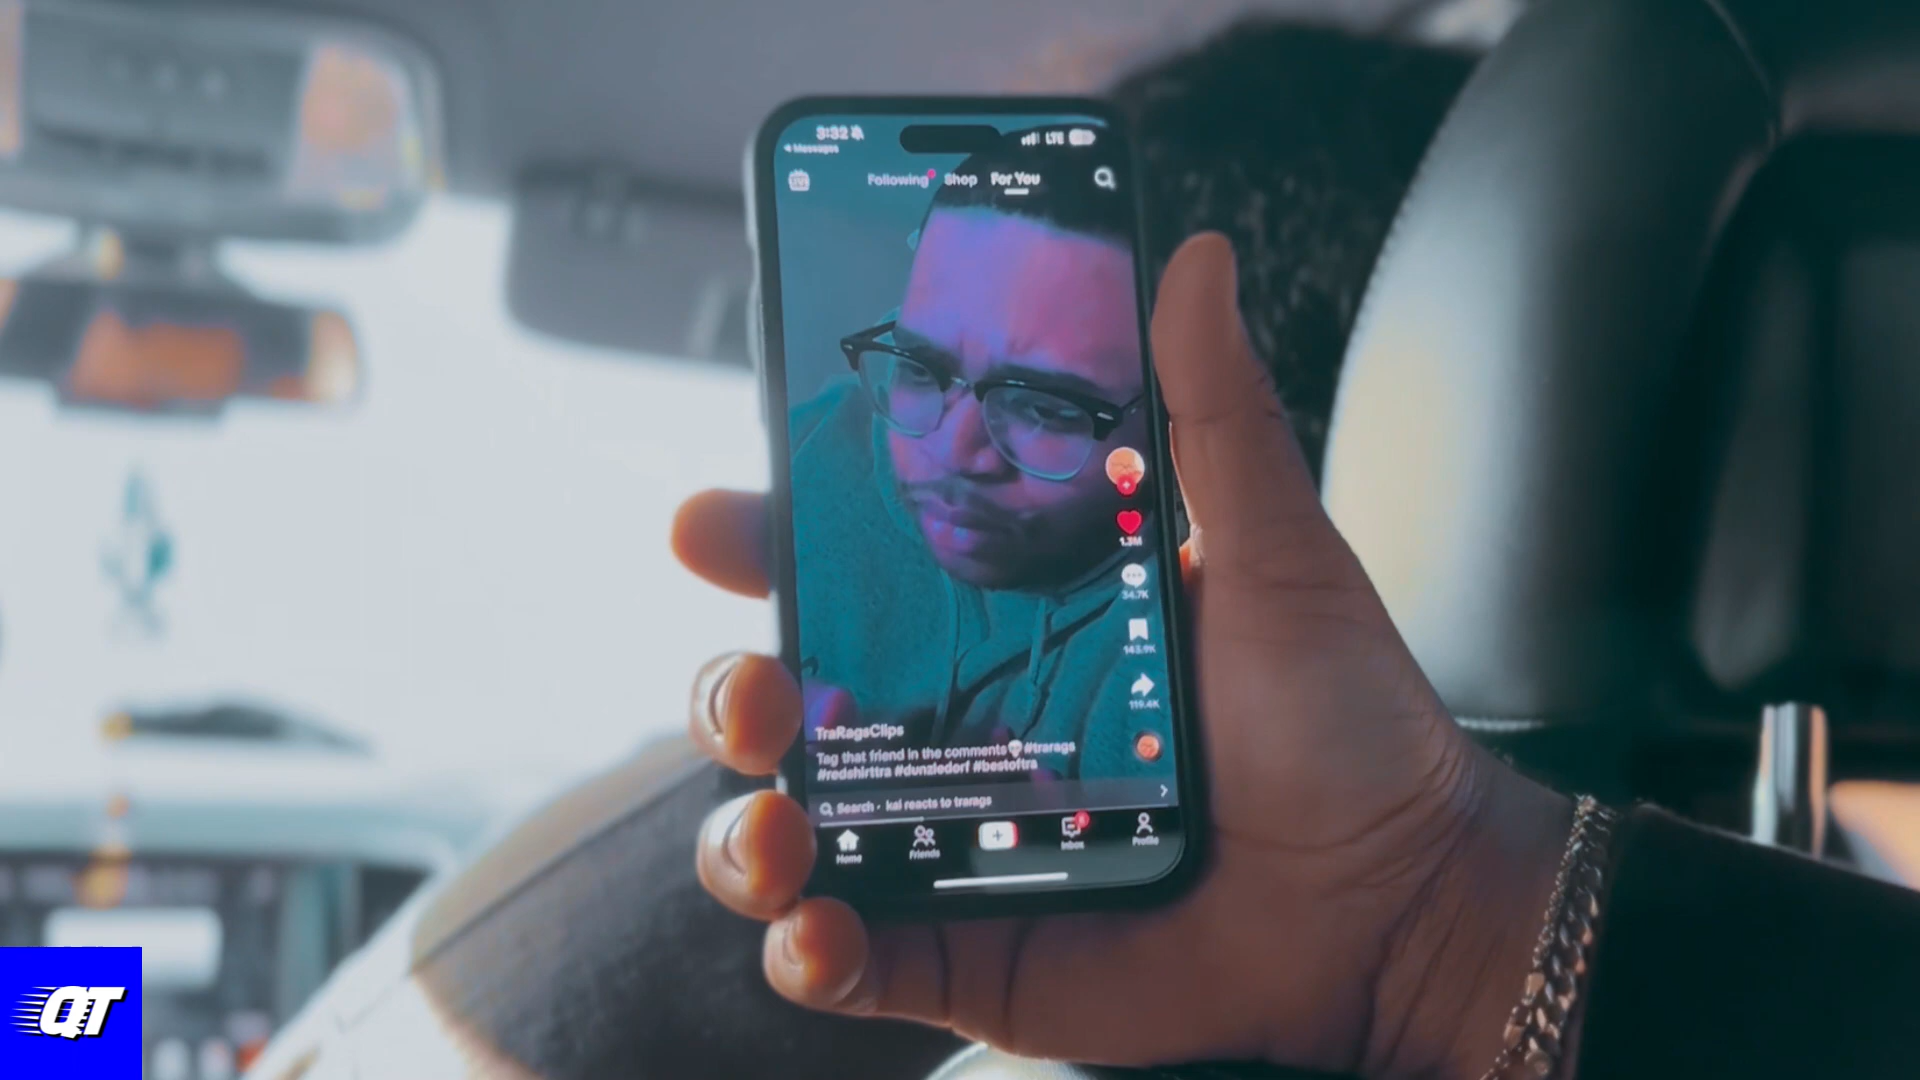 3:32
LTE
◄ Messages
LIVE
Following Shop For You
1.3M
34.7K
143.9K
119.4K
TraRagsClips
Tag that friend in the comments💀#trarags
#redshirttra #dunzledorf #bestoftra
Search · kai reacts to trarags
Home
Friends
Inbox
Profile
QT